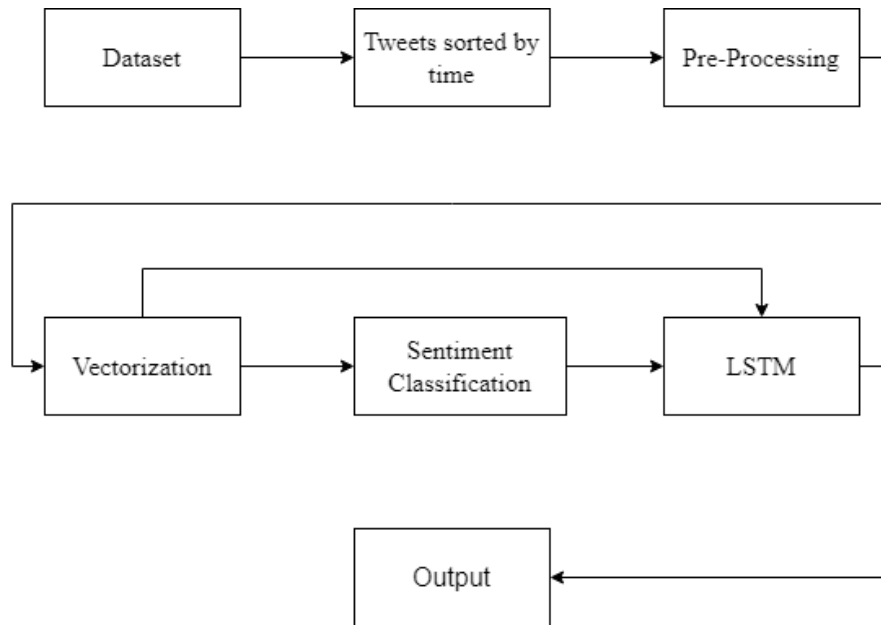 Dataset
Tweets sorted by
time
Pre-Processing
Vectorization
Sentiment
Classification
LSTM
Output